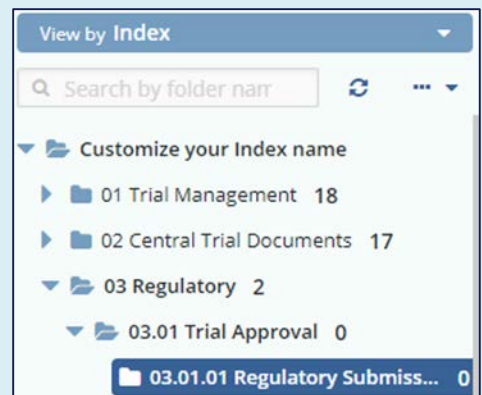 View by Index
Search by folder narr
Customize your Index name
01 Trial Management 18
02 Central Trial Documents 17
03 Regulatory 2
03.01 Trial Approval 0
03.01.01 Regulatory Submiss... 0